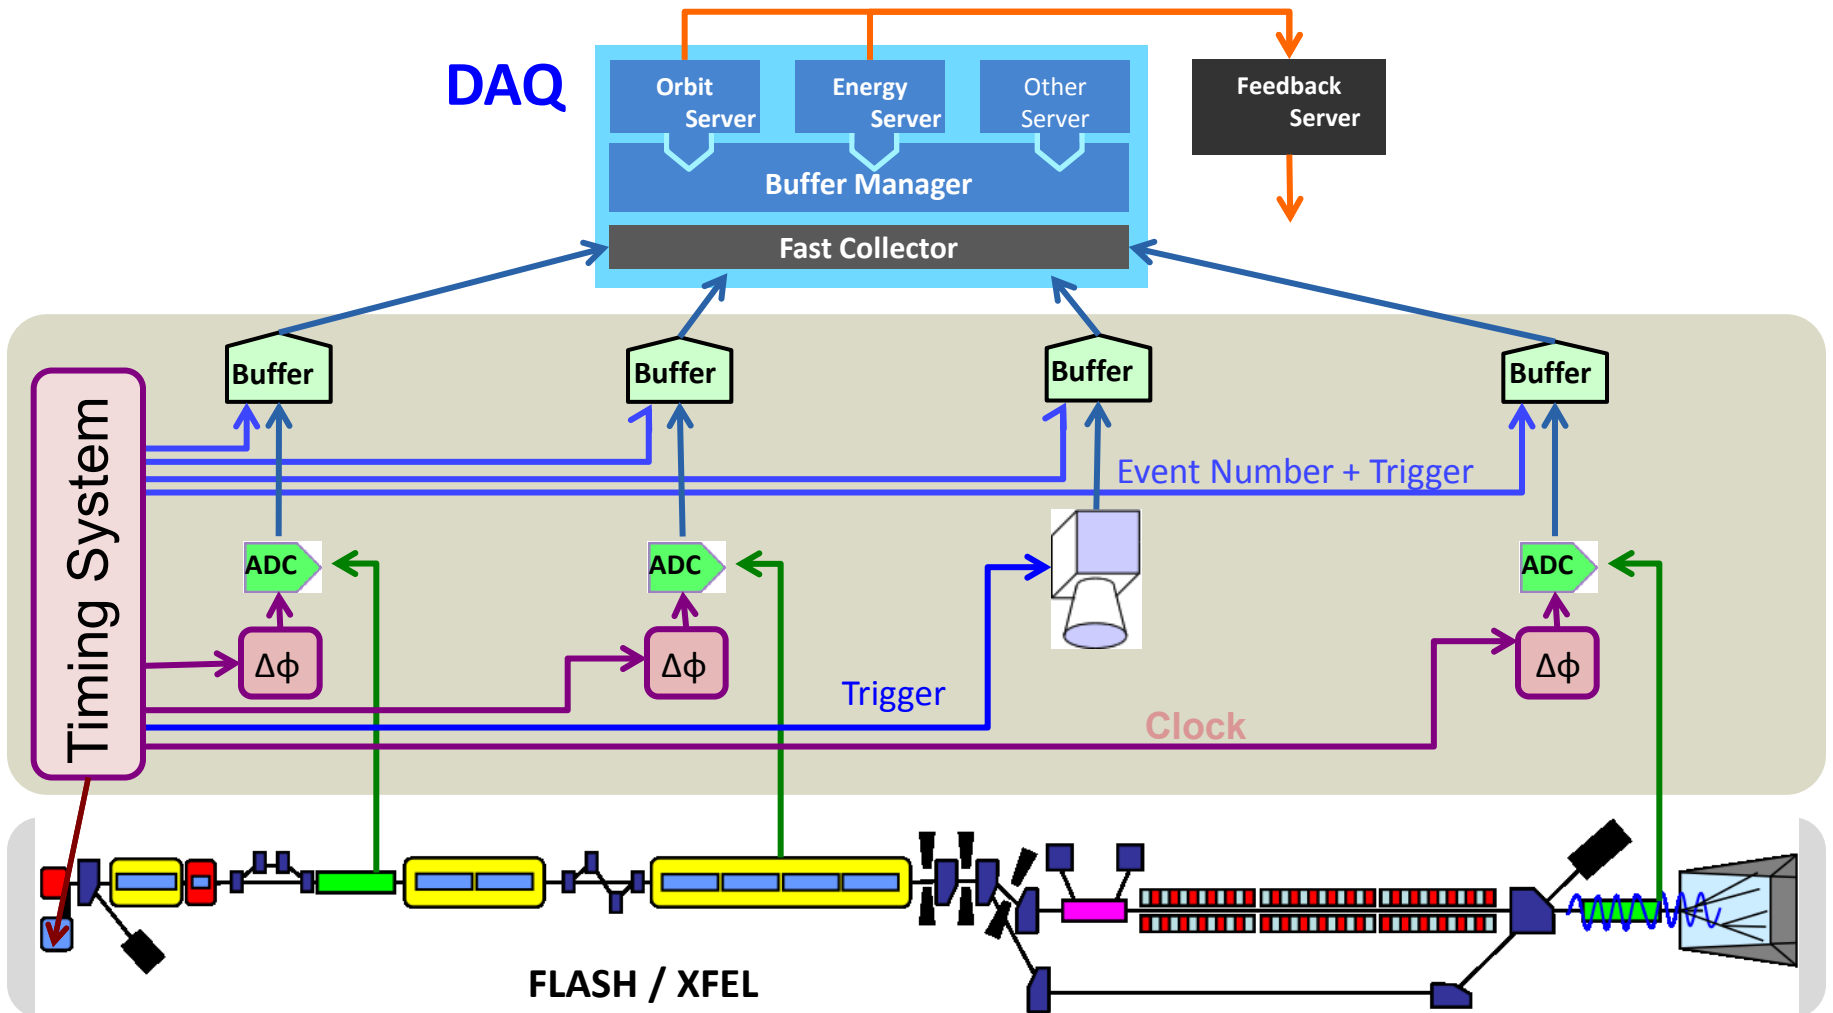 DAQ
Orbit
Server
Energy
Server
Other
Server
Feedback
Server
Buffer Manager
Fast Collector
Buffer
Buffer
Buffer
Buffer
Timing System
Event Number + Trigger
ADC
ADC
ADC
Δϕ
Δϕ
Δϕ
Trigger
Clock
FLASH / XFEL